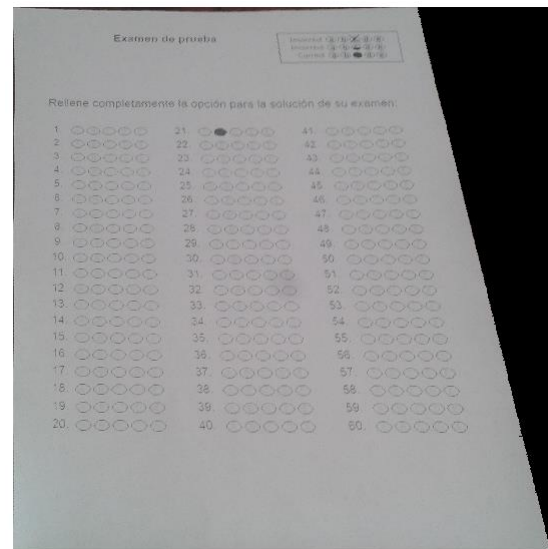 Examen de prueba
Rellene completamente la opción para la solución de su examen:
1. 21. 41.
2. 22. 42.
3. 23. 43.
4. 24. 44.
5. 25. 45.
6. 26. 46.
7. 27. 47.
8. 28. 48.
9. 29. 49.
10. 30. 50.
11. 31. 51.
12. 32. 52.
13. 33. 53.
14. 34. 54.
15. 35. 55.
16. 36. 56.
17. 37. 57.
18. 38. 58.
19. 39. 59.
20. 40. 60.